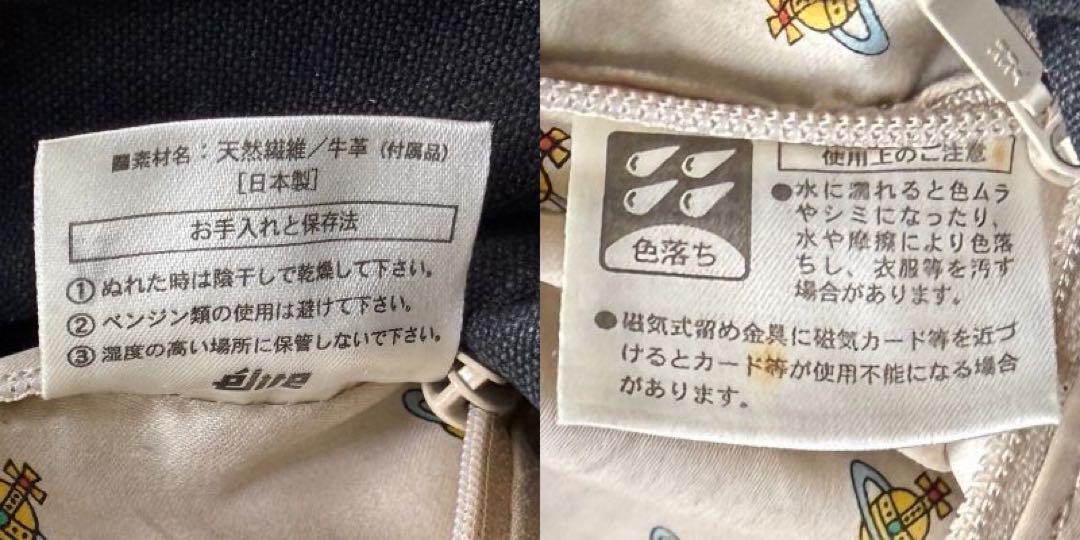 ■素材名：天然繊維／牛革（付属品）
［日本製］
お手入れと保存法
①ぬれた時は陰干しで乾燥して下さい。
②ベンジン類の使用は避けて下さい。
③湿度の高い場所に保管しないで下さい。
色落ち
使用上のご注意
●水に濡れると色ムラ
やシミになったり、
水や摩擦により色落
ちし、衣服等を汚す
場合があります。
●磁気式留め金具に磁気カード等を近づ
けるとカード等が使用不能になる場合
があります。